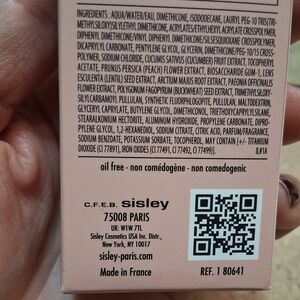 INGREDIENTS: AQUA/WATER/EAU, DIMETHICONE, ISODODECANE, LAURYL PEG-10 TRIS(TRI-
METHYLSILOXY)SILYLETHYL DIMETHICONE, ACRYLATES/ETHYLHEXYL ACRYLATE CROSSPOLYMER,
DIPHENYL DIMETHICONE/VINYL DIPHENYL DIMETHICONE/SILSESQUIOXANE CROSSPOLYMER,
DICAPRYLYL CARBONATE, PENTYLENE GLYCOL, GLYCERIN, DIMETHICONE/PEG-10/15 CROSS-
POLYMER, SODIUM CHLORIDE, CUCUMIS SATIVUS (CUCUMBER) FRUIT EXTRACT, TOCOPHERYL
ACETATE, PRUNUS PERSICA (PEACH) FLOWER EXTRACT, BIOSACCHARIDE GUM-1, LENS
ESCULENTA (LENTIL) SEED EXTRACT, ARCTIUM MAJUS ROOT EXTRACT, PAEONIA OFFICINALIS
FLOWER EXTRACT, POLYGONUM FAGOPYRUM (BUCKWHEAT) SEED EXTRACT, TRIMETHYLSILOXY-
SILYLCARBAMOYL PULLULAN, SYNTHETIC FLUORPHLOGOPITE, PULLULAN, MALTODEXTRIN,
GLYCERYL CAPRYLATE, BUTYLENE GLYCOL, DIMETHICONOL,
STEARALKONIUM HECTORITE, ALUMINUM HYDROXIDE, PROPYLENE CARBONATE, DIPRO-
PYLENE GLYCOL, 1,2-HEXANEDIOL, SODIUM CITRATE, CITRIC ACID, PARFUM/FRAGRANCE,
SODIUM BENZOATE, POTASSIUM SORBATE, TOCOPHEROL, MAY CONTAIN [+/- TITANIUM
DIOXIDE (CI 77891), IRON OXIDES (CI 77491, CI 77492, CI 77499)]. IL#1A
oil free - non comédogène - non comedogenic
C.F.E.B. sisley
75008 PARIS
UK: W1W 7TL
Sisley Cosmetics USA Inc. Distr.,
New York, NY 10017
sisley-paris.com
Made in France
REF. 1 80641